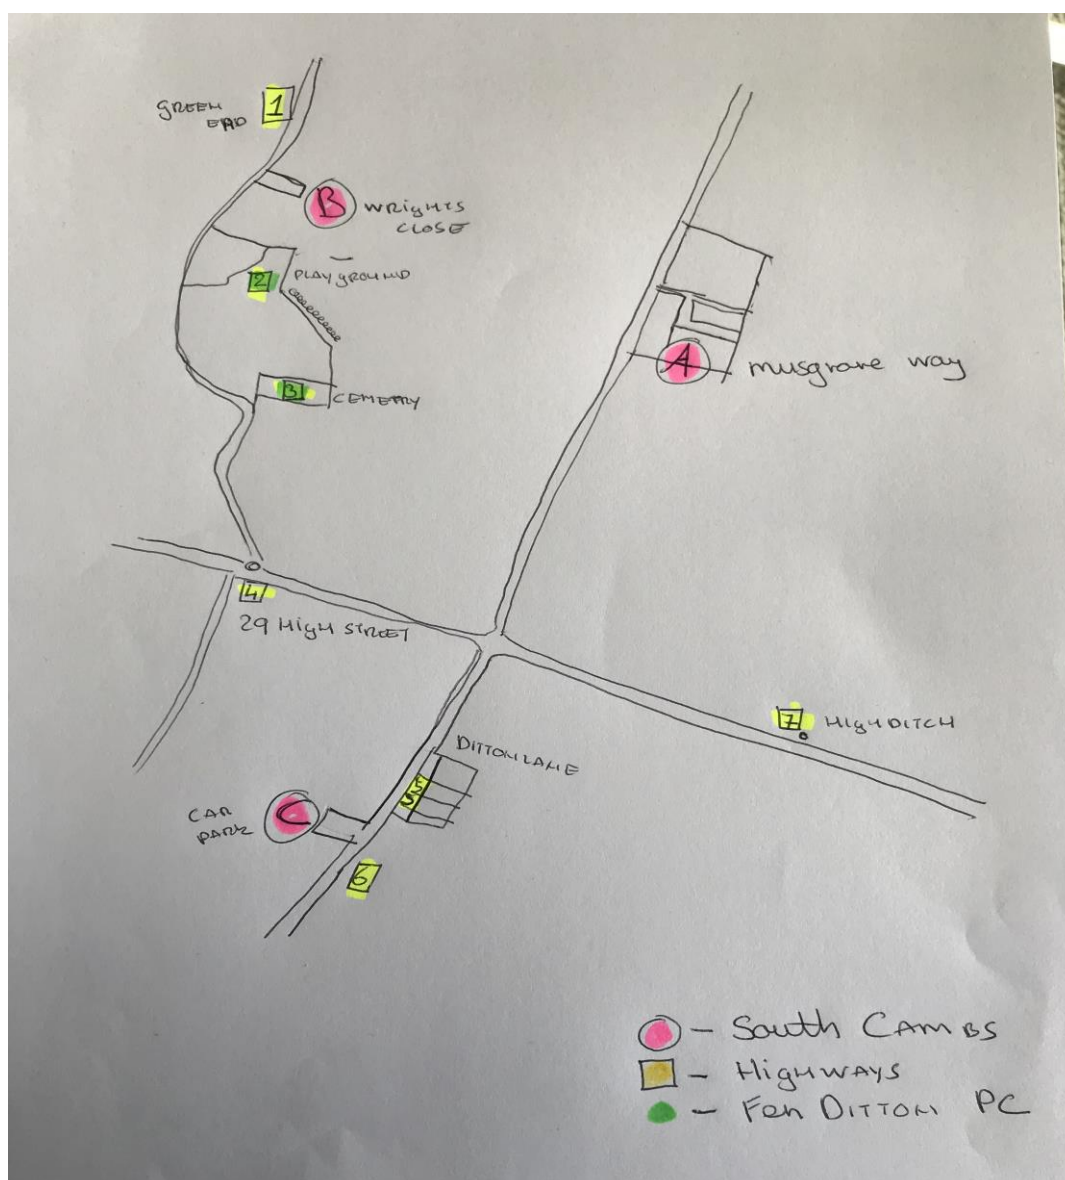 GREEN
END
1
B
WRIGHTS
CLOSE
2
PLAYGROUND
3
CEMETRY
A
musgrave way
4
29 HIGH STREET
7
HIGHDITCH
DITTON LANE
5
C
CAR
PARK
6
– South CAMBS
– HIGHWAYS
– Fen DITTON PC